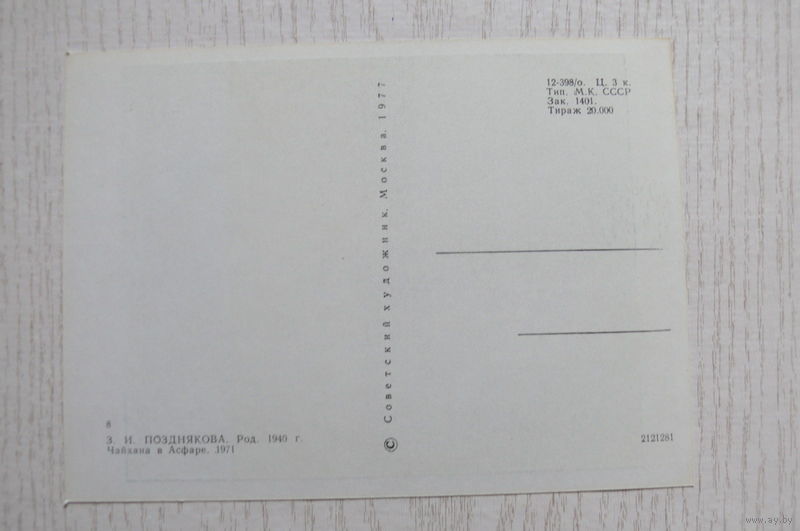 12-398/о. Ц. 3 к.
Тип. М.К. СССР
Зак. 1401.
Тираж 20.000
© Советский художник. Москва. 1977
8
З. И. ПОЗДНЯКОВА. Род. 1940 г.
Чайхана в Асфаре. 1971
2121281
www.ay.by